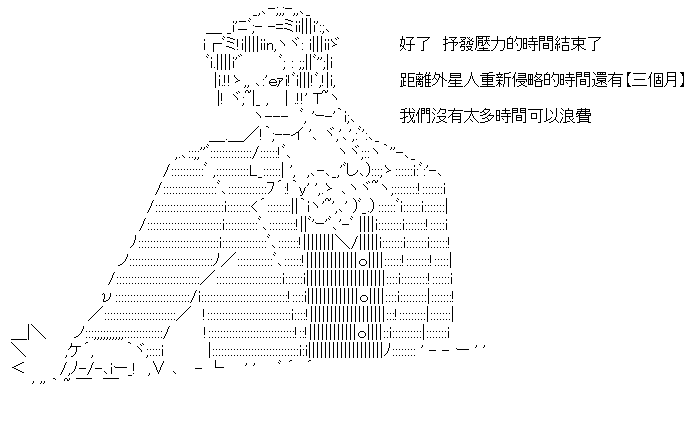 好了　抒發壓力的時間結束了
距離外星人重新侵略的時間還有【三個月】
我們沒有太多時間可以浪費